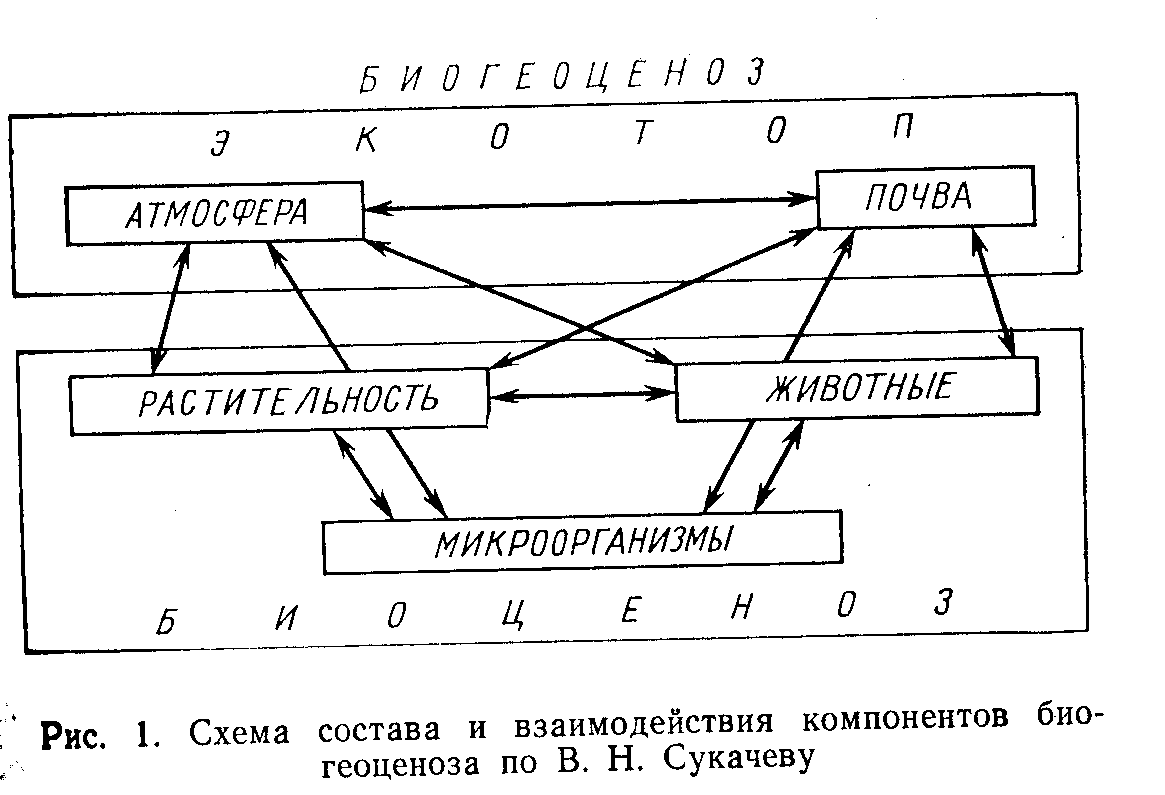 БИОГЕОЦЕНОЗ
ЭКОТОП
АТМОСФЕРА
ПОЧВА
РАСТИТЕЛЬНОСТЬ
ЖИВОТНЫЕ
МИКРООРГАНИЗМЫ
БИОЦЕНОЗ
Рис. 1. Схема состава и взаимодействия компонентов био-
геоценоза по В. Н. Сукачеву